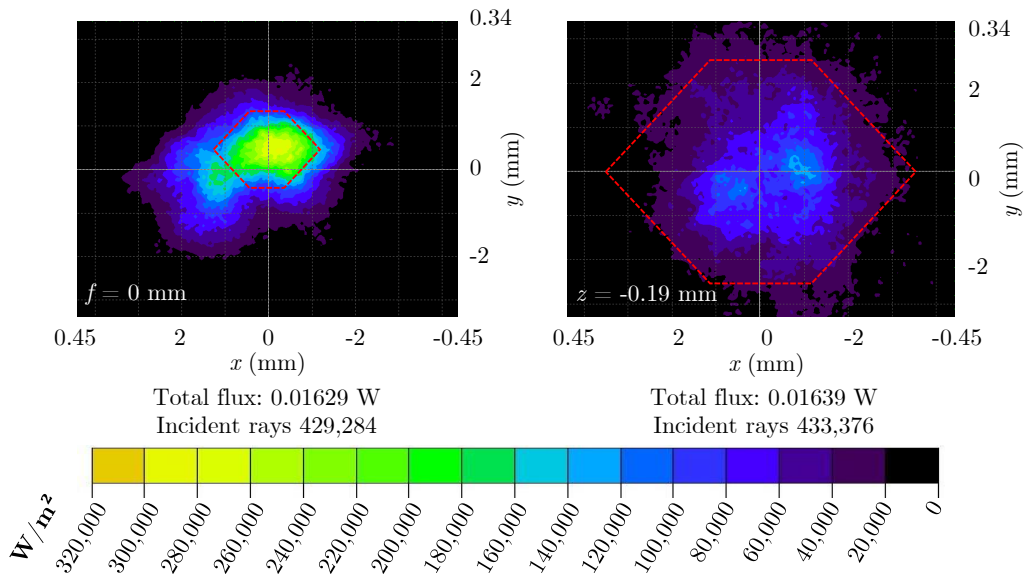 0.34
2
0
-2
y (mm)
f = 0 mm
0.45 2 0 -2 -0.45
x (mm)
Total flux: 0.01629 W
Incident rays 429,284
0.34
2
0
-2
y (mm)
z = -0.19 mm
0.45 2 0 -2 -0.45
x (mm)
Total flux: 0.01639 W
Incident rays 433,376
W/m²
320,000 300,000 280,000 260,000 240,000 220,000 200,000 180,000 160,000 140,000 120,000 100,000 80,000 60,000 40,000 20,000 0